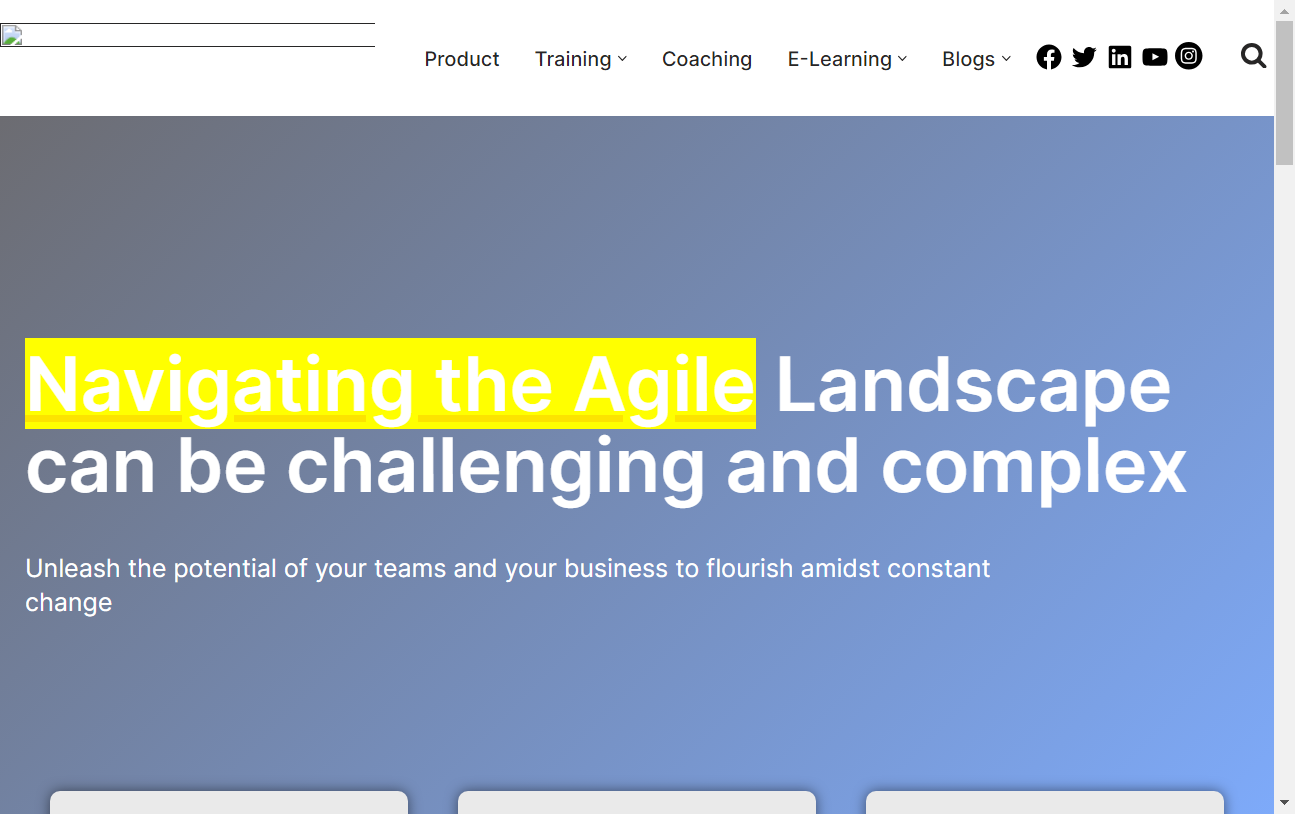 Product Training Coaching E-Learning Blogs
Navigating the Agile Landscape
can be challenging and complex
Unleash the potential of your teams and your business to flourish amidst constant
change